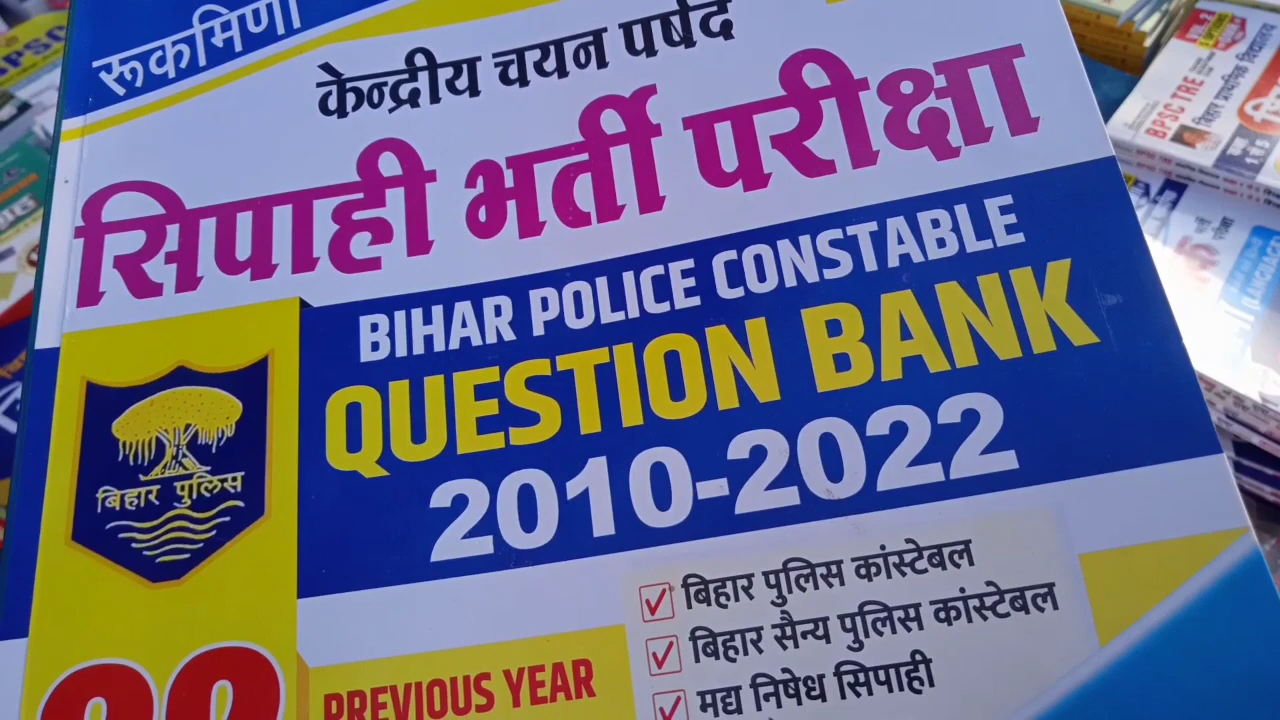 रूकमिणी
केन्द्रीय चयन पर्षद
सिपाही भर्ती परीक्षा
BIHAR POLICE CONSTABLE
QUESTION BANK
2010-2022
बिहार पुलिस
बिहार पुलिस कांस्टेबल
बिहार सैन्य पुलिस कांस्टेबल
मद्य निषेध सिपाही
PREVIOUS YEAR
BPSC TRE